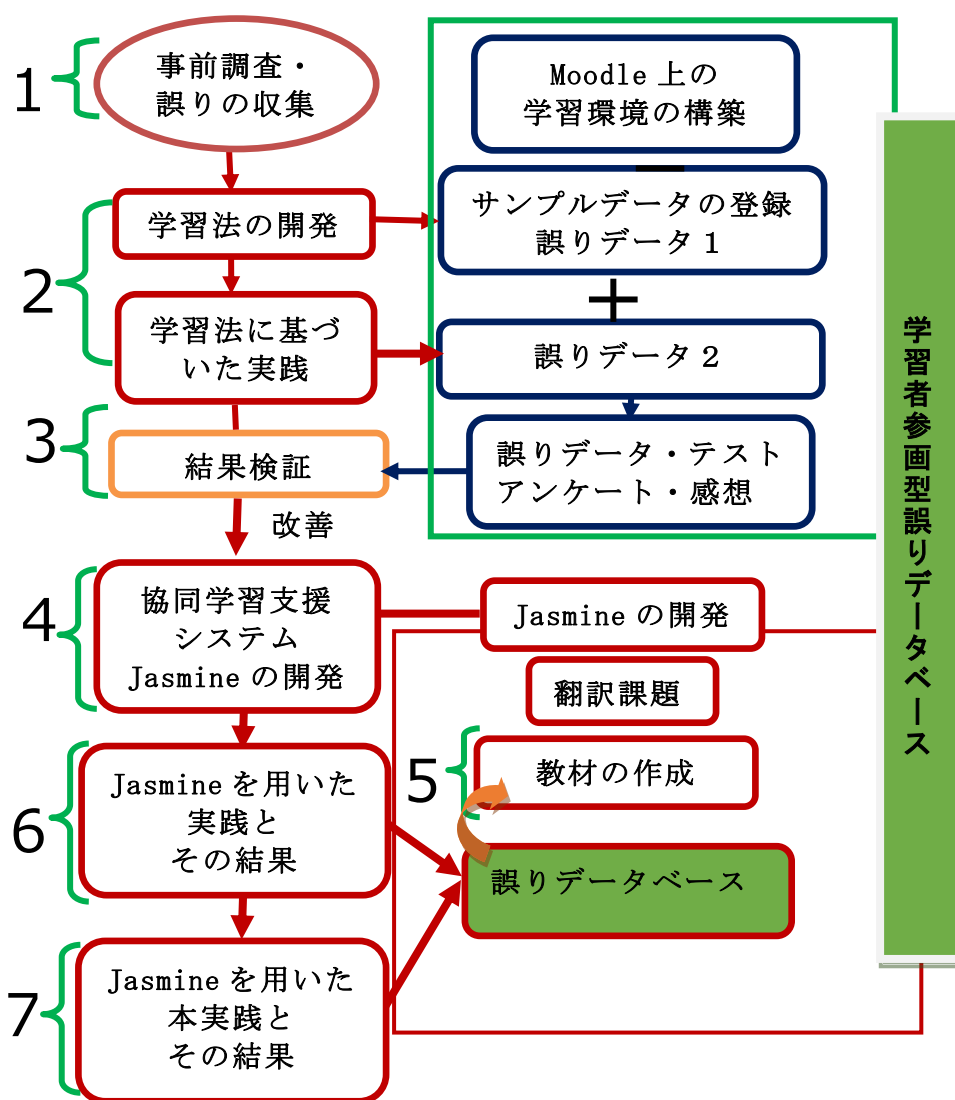 1
事前調査・
誤りの収集
Moodle 上の
学習環境の構築
2
学習法の開発
サンプルデータの登録
誤りデータ1
+
学習法に基づ
いた実践
誤りデータ2
3
結果検証
誤りデータ・テスト
アンケート・感想
改善
4
協同学習支援
システム
Jasmine の開発
Jasmine の開発
翻訳課題
5
教材の作成
6
Jasmine を用いた
実践と
その結果
誤りデータベース
7
Jasmine を用いた
本実践と
その結果
学習者参画型誤りデータベース